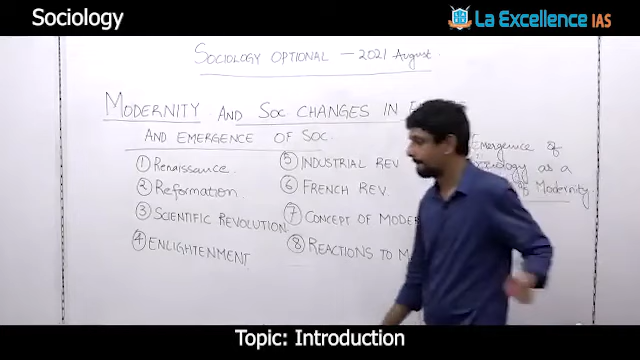 Sociology
La Excellence IAS
SOCIOLOGY OPTIONAL – 2021 August.
MODERNITY AND SOC. CHANGES IN
AND EMERGENCE OF SOC.
① Renaissance.
② Reformation.
③ SCIENTIFIC REVOLUTION
④ ENLIGHTENMENT
⑤ INDUSTRIAL REV
⑥ FRENCH REV.
⑦ CONCEPT OF
⑧ REACTIONS TO
Emergence of
Sociology as a
of Modernity.
Topic: Introduction